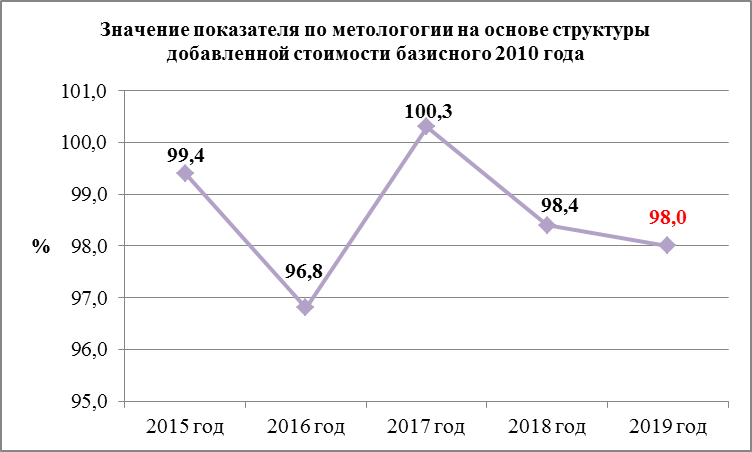 Значение показателя по метологогии на основе структуры
добавленной стоимости базисного 2010 года
101,0
100,0
99,0
98,0
97,0
96,0
95,0
%
99,4
96,8
100,3
98,4
98,0
2015 год
2016 год
2017 год
2018 год
2019 год